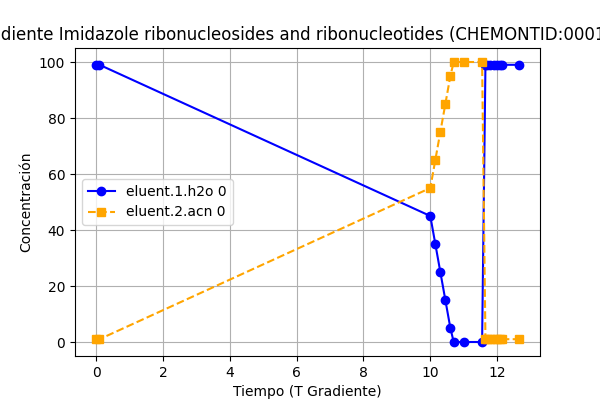 diente Imidazole ribonucleosides and ribonucleotides (CHEMONTID:0001
100
80
60
40
20
0
Concentración
eluent.1.h2o 0
eluent.2.acn 0
0 2 4 6 8 10 12
Tiempo (T Gradiente)